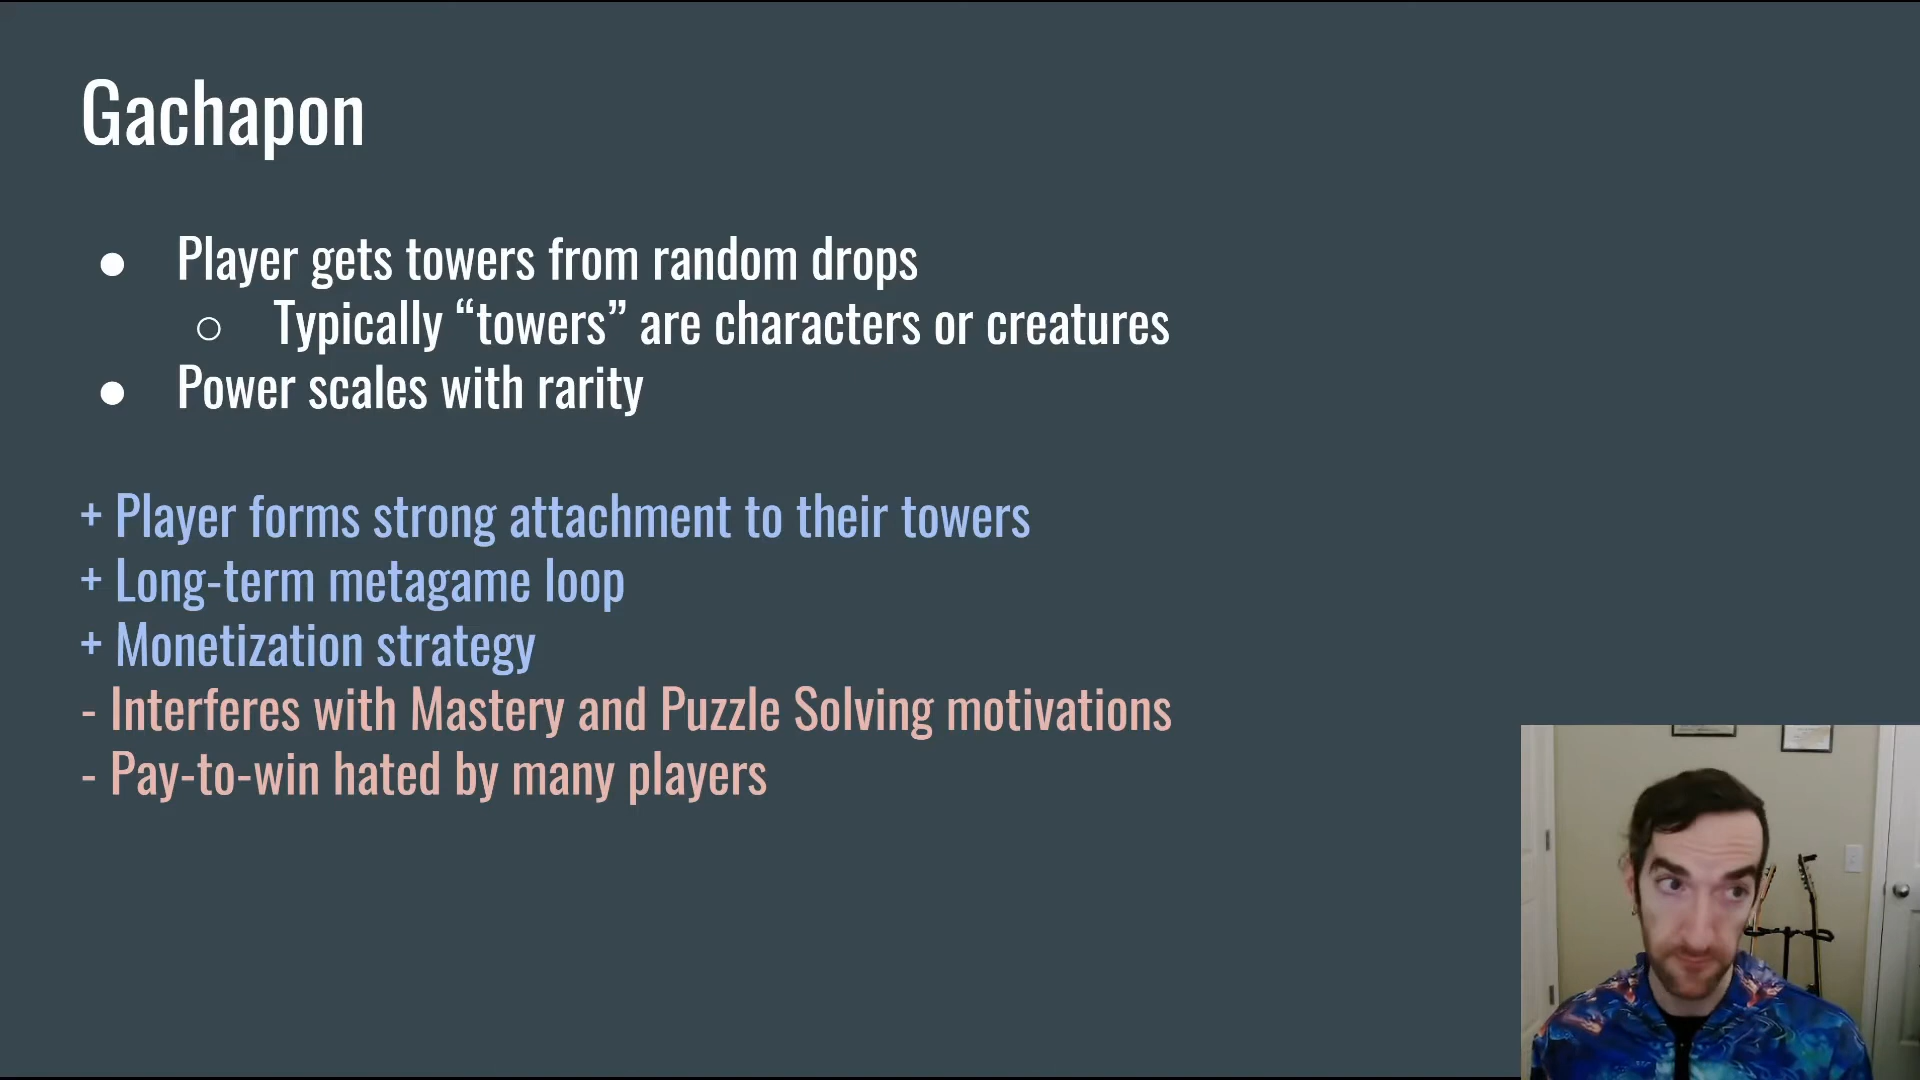 Gachapon
● Player gets towers from random drops
○ Typically “towers” are characters or creatures
● Power scales with rarity
+ Player forms strong attachment to their towers
+ Long-term metagame loop
+ Monetization strategy
- Interferes with Mastery and Puzzle Solving motivations
- Pay-to-win hated by many players